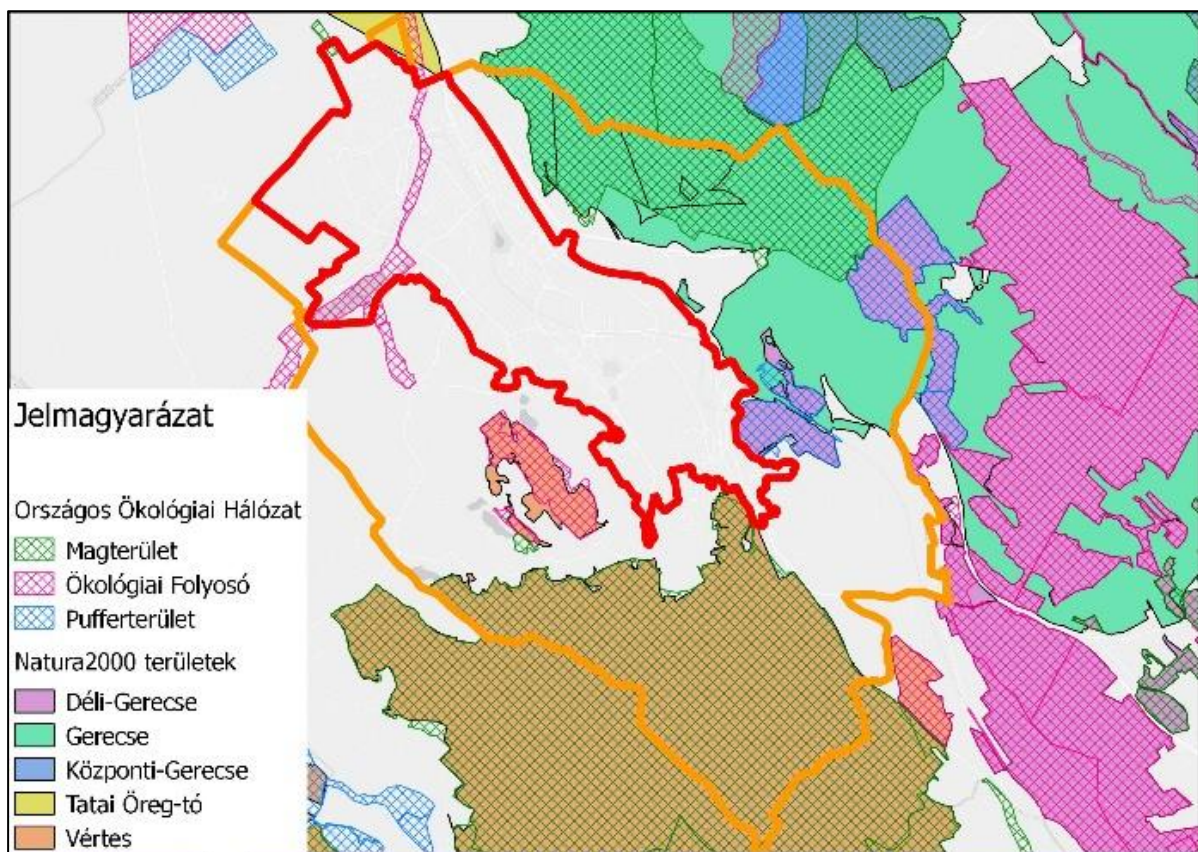 Jelmagyarázat
Országos Ökológiai Hálózat
Magterület
Ökológiai Folyosó
Pufferterület
Natura2000 területek
Déli-Gerecse
Gerecse
Központi-Gerecse
Tatai Öreg-tó
Vértes